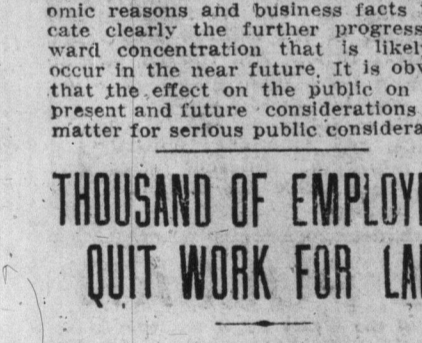 omic reasons and business facts
cate clearly the further progress
ward concentration that is likel
occur in the near future. It is ob
that the effect on the public on
present and future considerations
matter for serious public considera
THOUSAND OF EMPLOY
QUIT WORK FOR LA